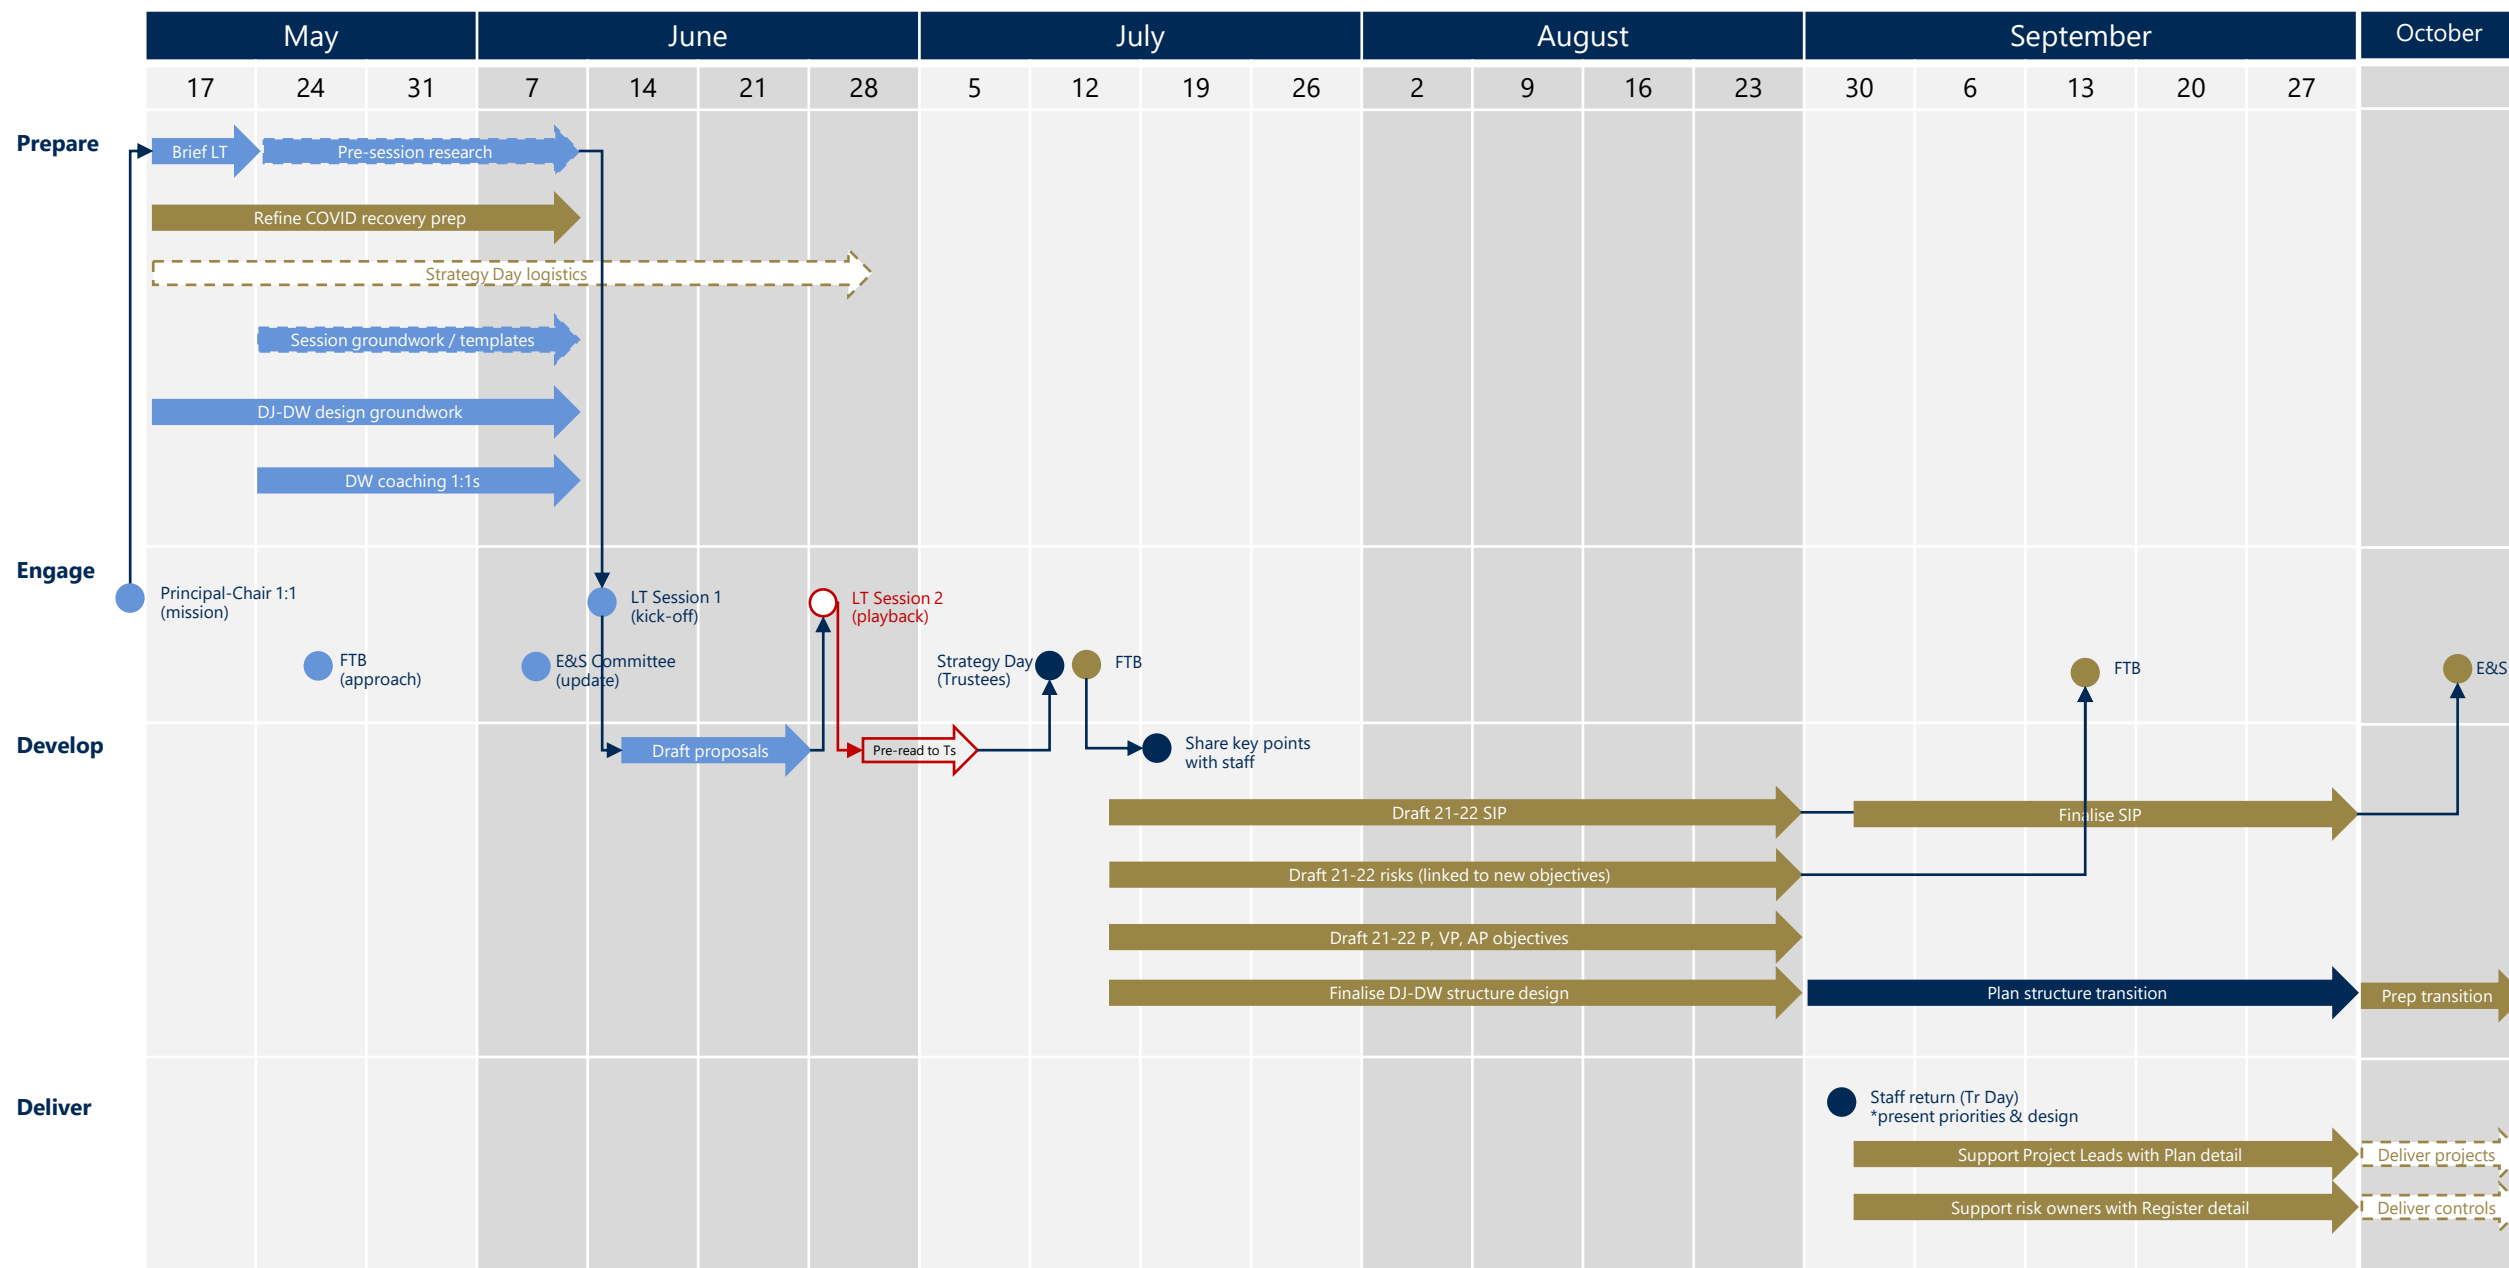 May June July August September October
17 24 31 7 14 21 28 5 12 19 26 2 9 16 23 30 6 13 20 27
Prepare
Brief LT
Pre-session research
Refine COVID recovery prep
Strategy Day logistics
Session groundwork / templates
DJ-DW design groundwork
DW coaching 1:1s
Engage
Principal-Chair 1:1
(mission)
LT Session 1
(kick-off)
LT Session 2
(playback)
FTB
(approach)
E&S Committee
(update)
Strategy Day
(Trustees)
FTB
FTB
E&S
Develop
Draft proposals
Pre-read to Ts
Share key points
with staff
Draft 21-22 SIP
Finalise SIP
Draft 21-22 risks (linked to new objectives)
Draft 21-22 P, VP, AP objectives
Finalise DJ-DW structure design
Plan structure transition
Prep transition
Deliver
Staff return (Tr Day)
*present priorities & design
Support Project Leads with Plan detail
Deliver projects
Support risk owners with Register detail
Deliver controls